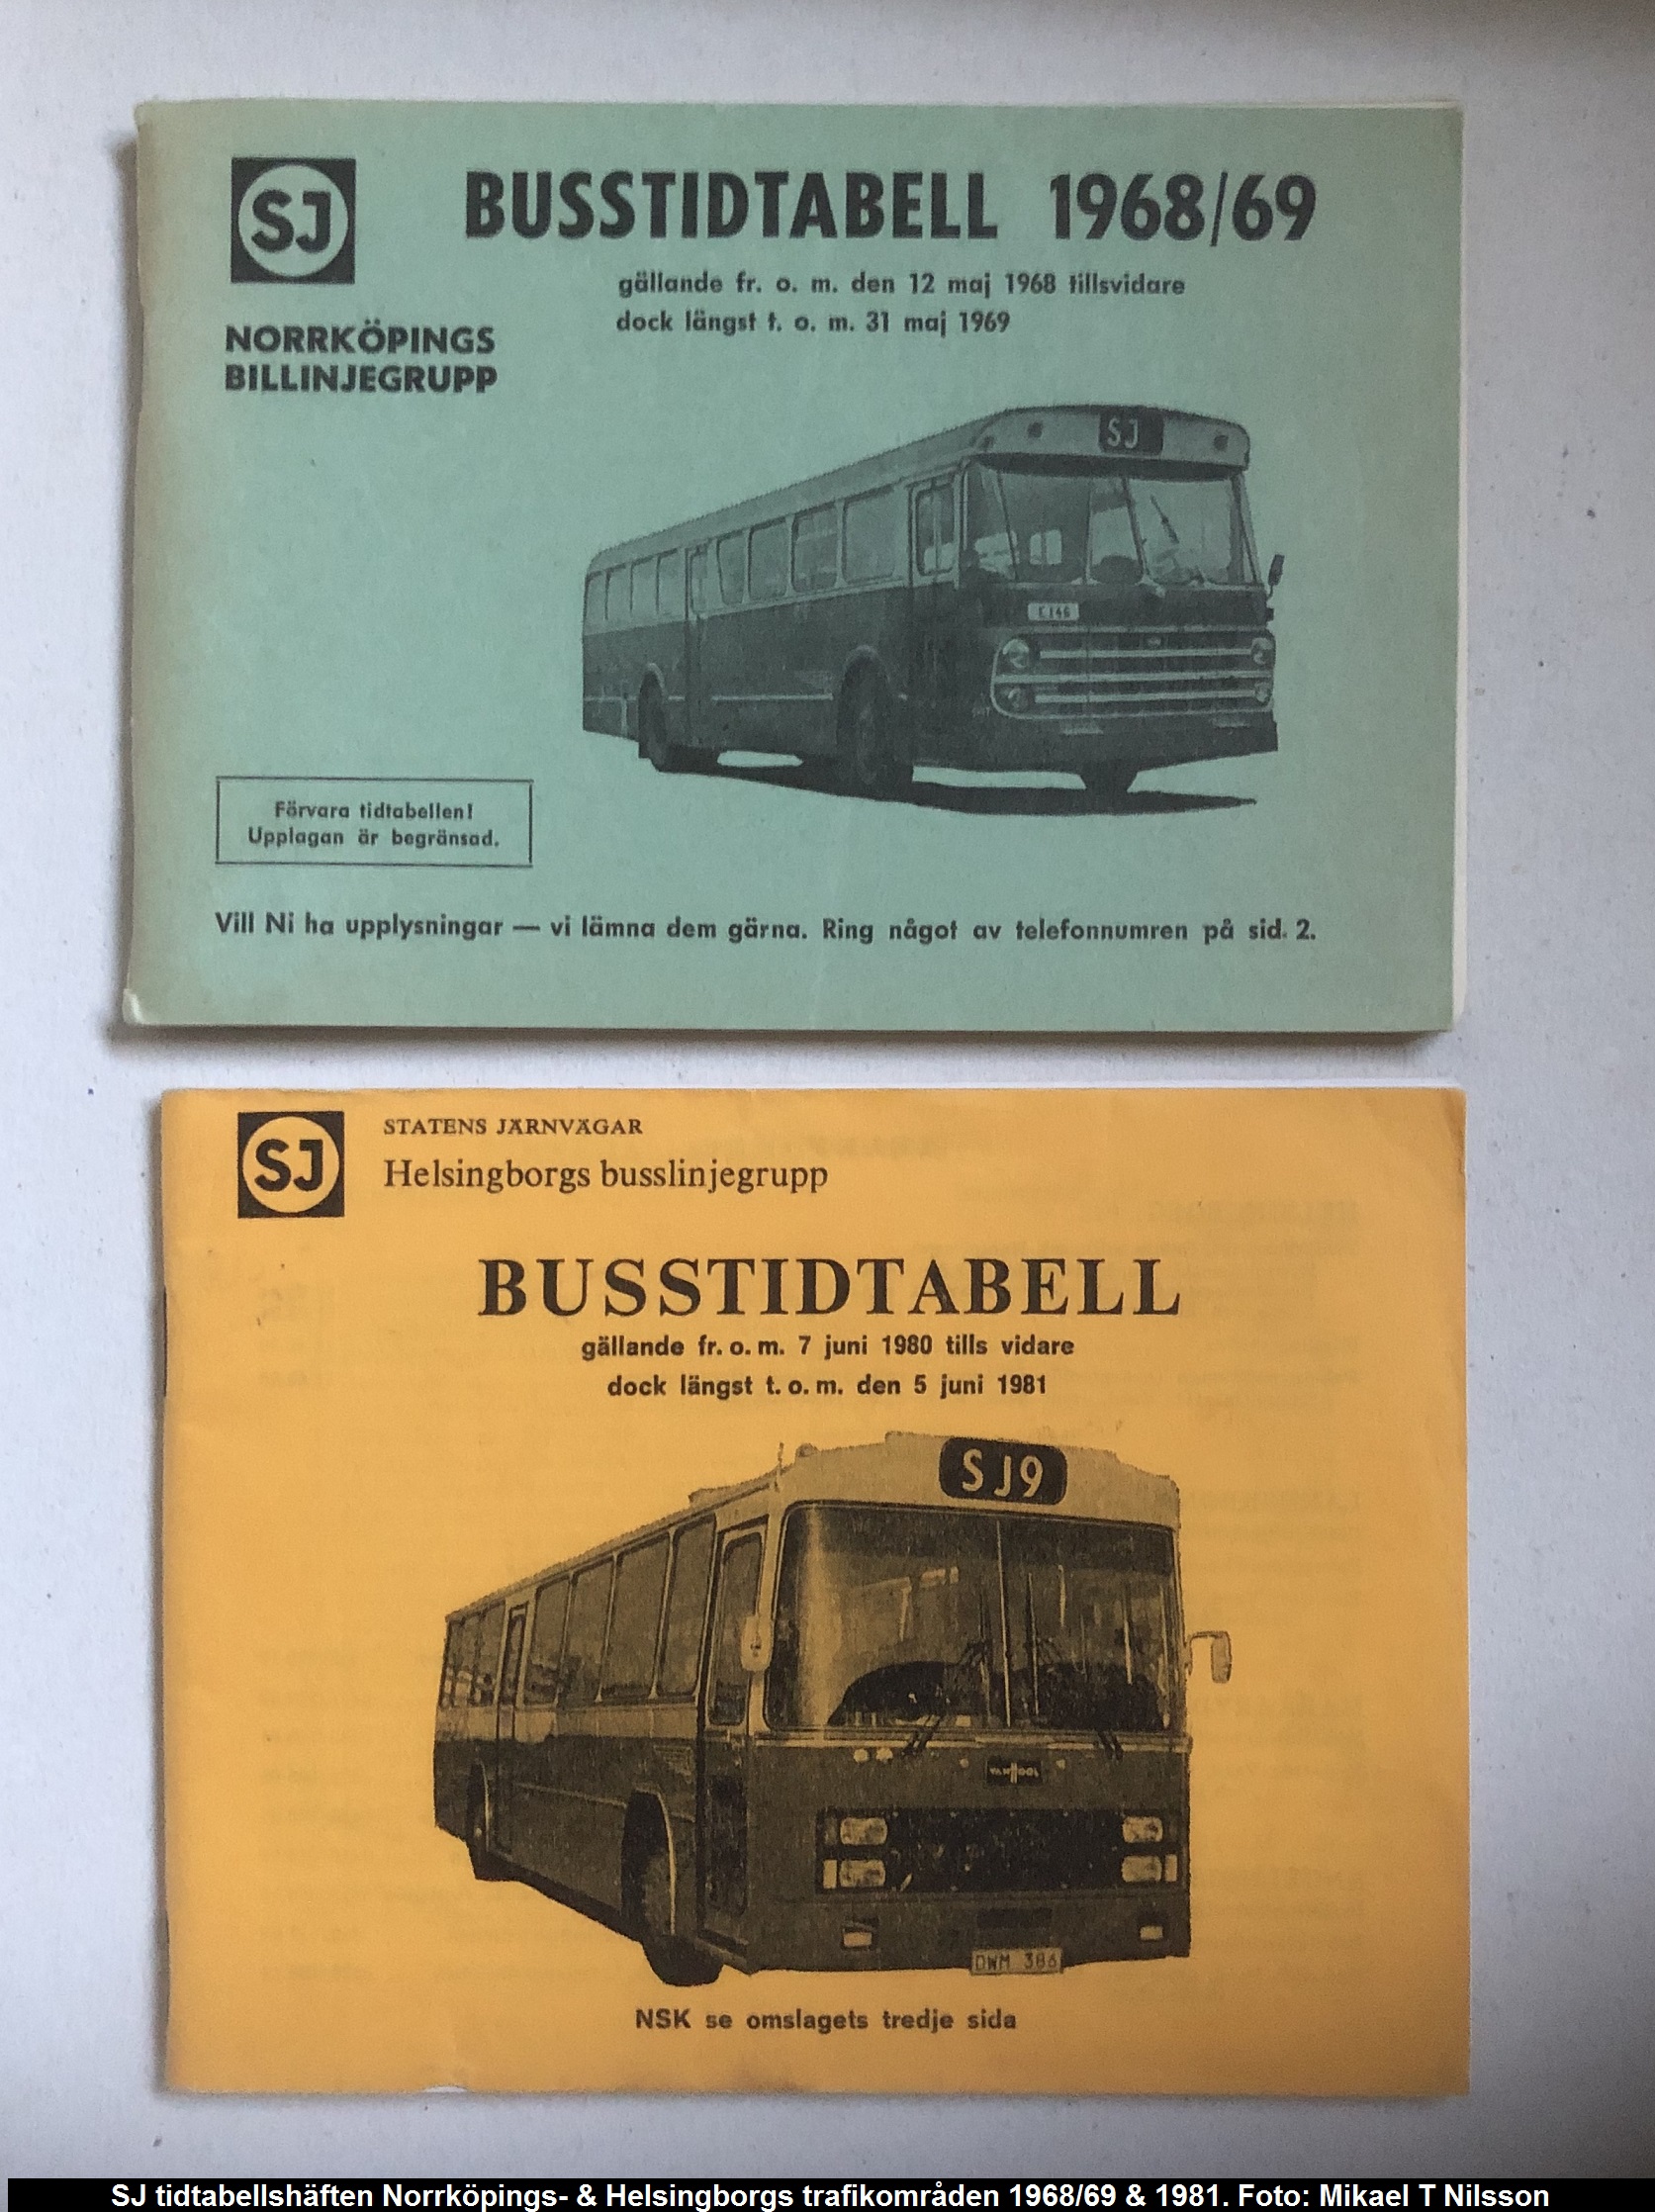 SJ
BUSSTIDTABELL 1968/69
gällande fr. o. m. den 12 maj 1968 tillsvidare
dock längst t. o. m. 31 maj 1969
NORRKÖPINGS
BILLINJEGRUPP
SJ
E146
Förvara tidtabellen!
Upplagan är begränsad.
Vill Ni ha upplysningar — vi lämna dem gärna. Ring något av telefonnumren på sid. 2.
SJ
STATENS JÄRNVÄGAR
Helsingborgs busslinjegrupp
BUSSTIDTABELL
gällande fr. o. m. 7 juni 1980 tills vidare
dock längst t. o. m. den 5 juni 1981
SJ9
VAN HOOL
DWM 386
NSK se omslagets tredje sida
SJ tidtabellshäften Norrköpings- & Helsingborgs trafikområden 1968/69 & 1981. Foto: Mikael T Nilsson